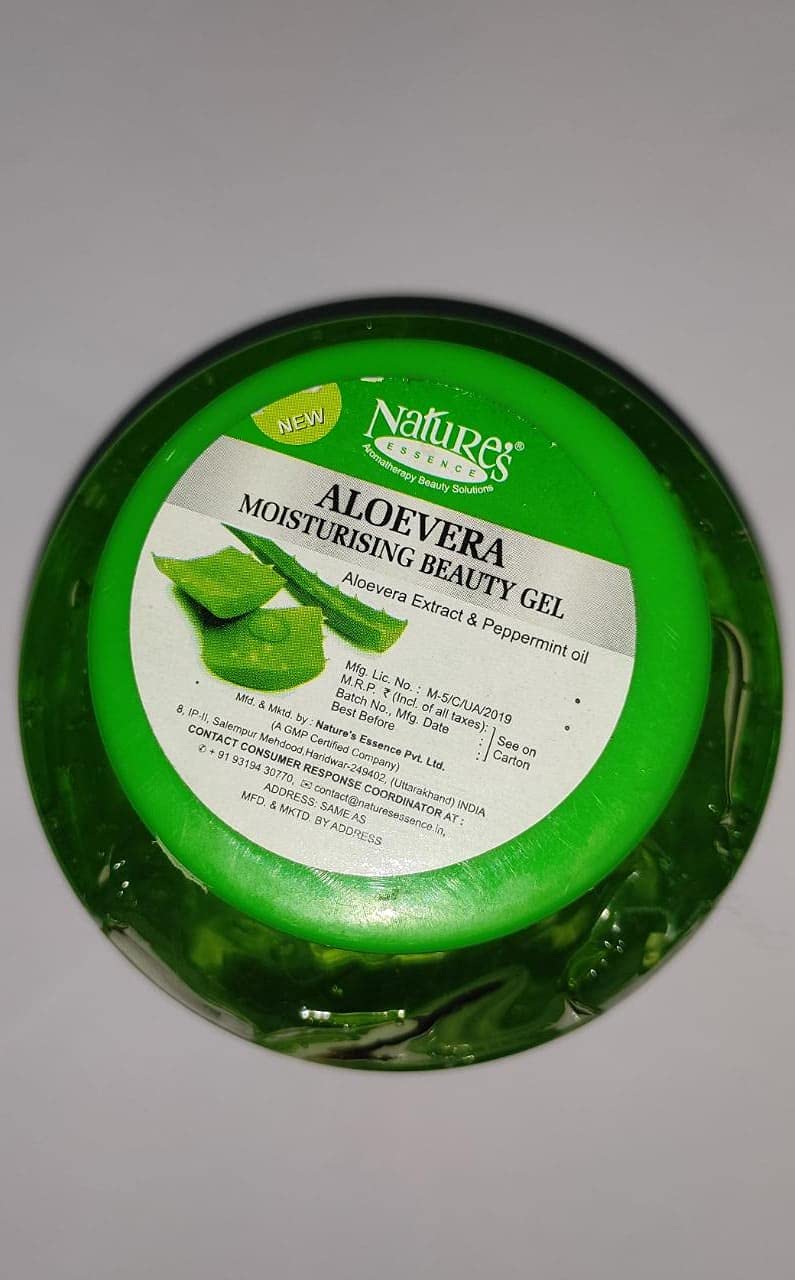 NEW
NATURE'S®
ESSENCE
Aromatherapy Beauty Solutions
ALOEVERA
MOISTURISING BEAUTY GEL
Aloevera Extract & Peppermint oil
Mfg. Lic. No. : M-5/C/UA/2019
M.R.P. ₹ (Incl. of all taxes):
Batch No., Mfg. Date :
Best Before :
See on
Carton
Mfd. & Mktd. by : Nature's Essence Pvt. Ltd.
(A GMP Certified Company)
8, IP-II, Salempur Mehdood,Haridwar-249402, (Uttarakhand) INDIA
CONTACT CONSUMER RESPONSE COORDINATOR AT :
✆ + 91 93194 30770, ✉ contact@naturesessence.in,
ADDRESS: SAME AS
MFD. & MKTD. BY ADDRESS